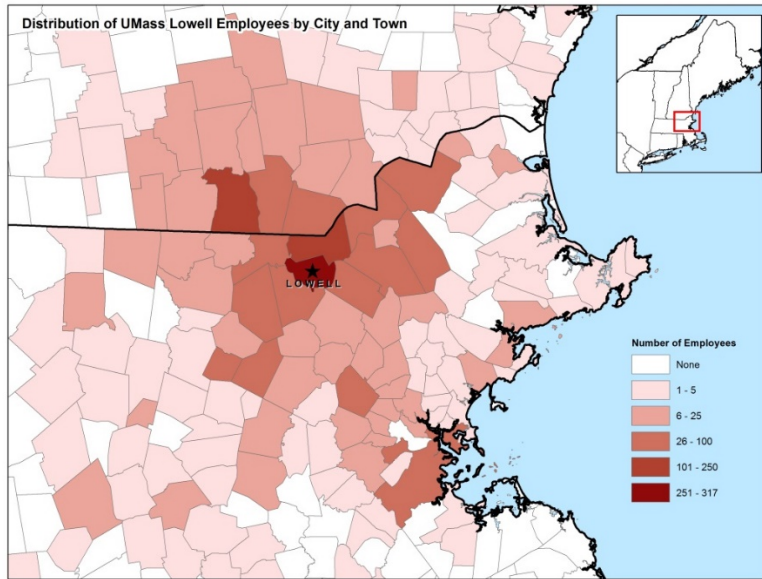 Distribution of UMass Lowell Employees by City and Town
LOWELL
Number of Employees
None
1 - 5
6 - 25
26 - 100
101 - 250
251 - 317